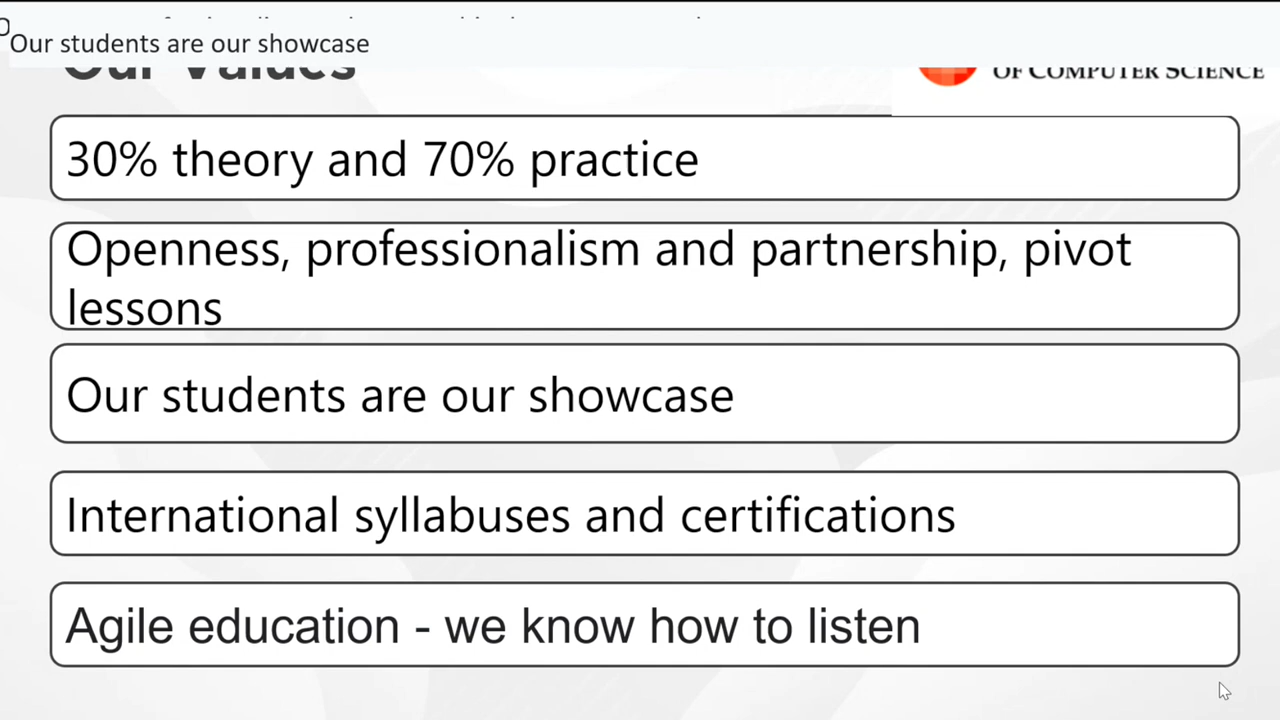 Our students are our showcase
Our Values
OF COMPUTER SCIENCE
30% theory and 70% practice
Openness, professionalism and partnership, pivot
lessons
Our students are our showcase
International syllabuses and certifications
Agile education - we know how to listen